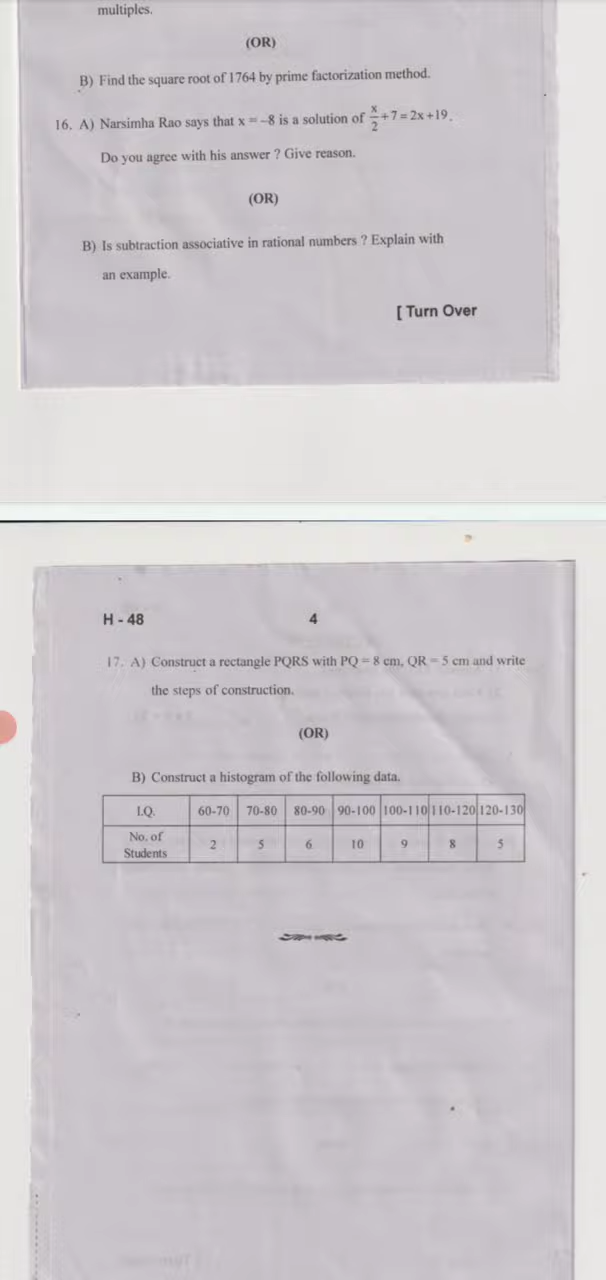 multiples.
(OR)
B) Find the square root of 1764 by prime factorization method.
16. A) Narsimha Rao says that x = –8 is a solution of x/2 + 7 = 2x + 19.
Do you agree with his answer ? Give reason.
(OR)
B) Is subtraction associative in rational numbers ? Explain with
an example.
[ Turn Over
H - 48 4
17. A) Construct a rectangle PQRS with PQ = 8 cm, QR = 5 cm and write
the steps of construction.
(OR)
B) Construct a histogram of the following data.
I.Q. 60-70 70-80 80-90 90-100 100-110 110-120 120-130
No. of
Students 2 5 6 10 9 8 5